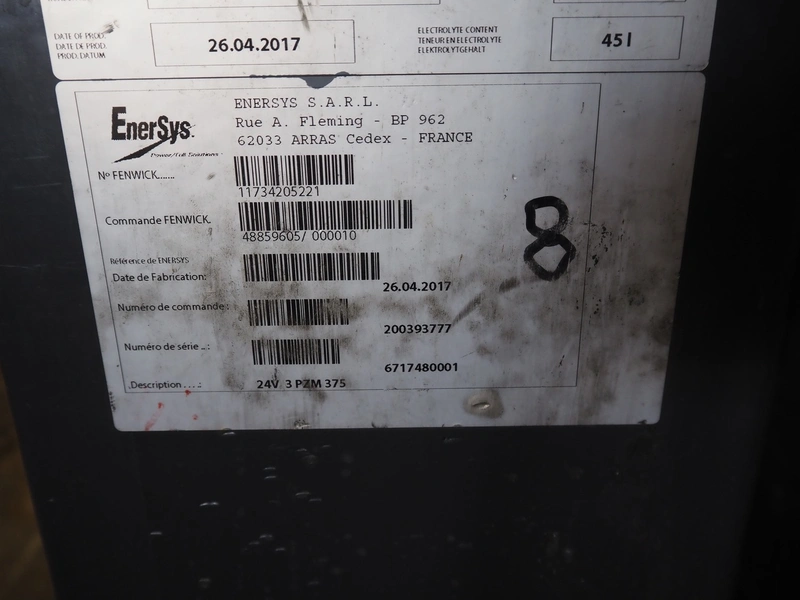 DATE OF PROD.
DATE DE PROD.
PROD. DATUM
26.04.2017
ELECTROLYTE CONTENT
TENEUR EN ELECTROLYTE
ELEKTROLYTGEHALT
45 l
EnerSys
Power/Full Solutions
ENERSYS S.A.R.L.
Rue A. Fleming - BP 962
62033 ARRAS Cedex - FRANCE
Nº FENWICK......
11734205221
Commande FENWICK.
48859605/ 000010
Référence de ENERSYS
Date de Fabrication:
26.04.2017
Numéro de commande :
200393777
Numéro de série ..:
6717480001
.Description . . . .:
24V 3 PZM 375
8